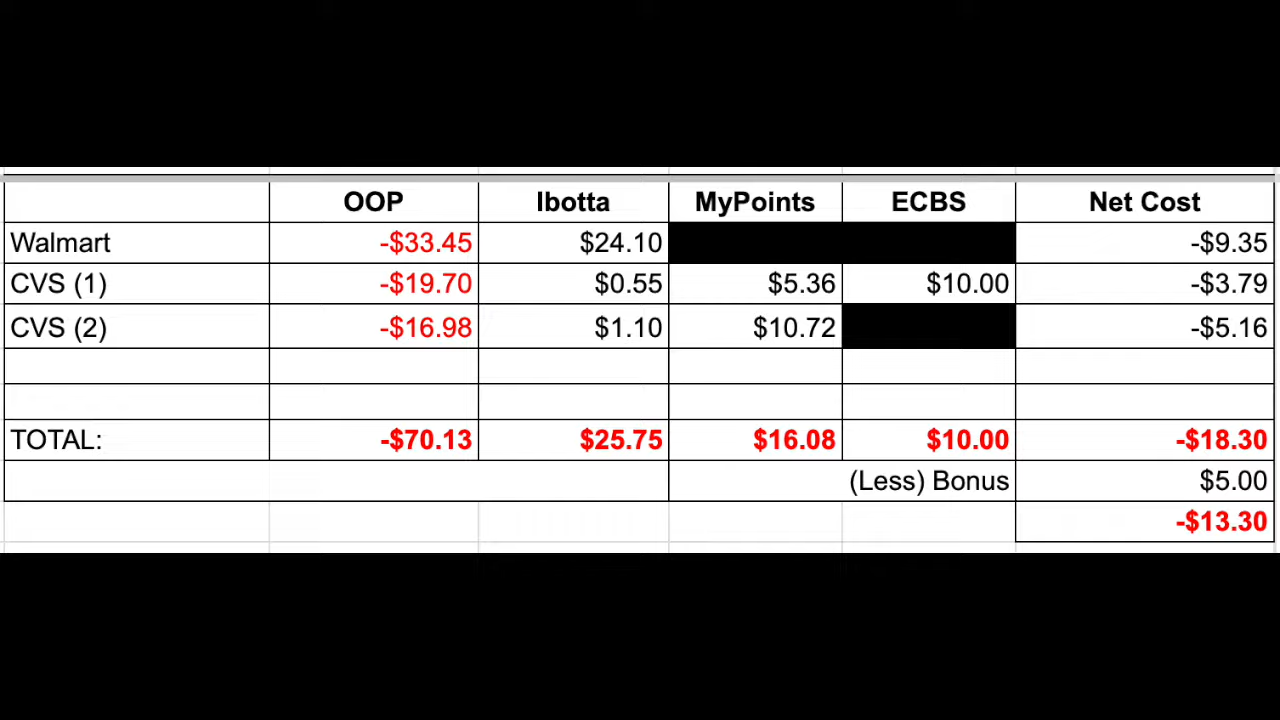 OOP Ibotta MyPoints ECBS Net Cost
Walmart -$33.45 $24.10 -$9.35
CVS (1) -$19.70 $0.55 $5.36 $10.00 -$3.79
CVS (2) -$16.98 $1.10 $10.72 -$5.16
TOTAL: -$70.13 $25.75 $16.08 $10.00 -$18.30
(Less) Bonus $5.00
-$13.30